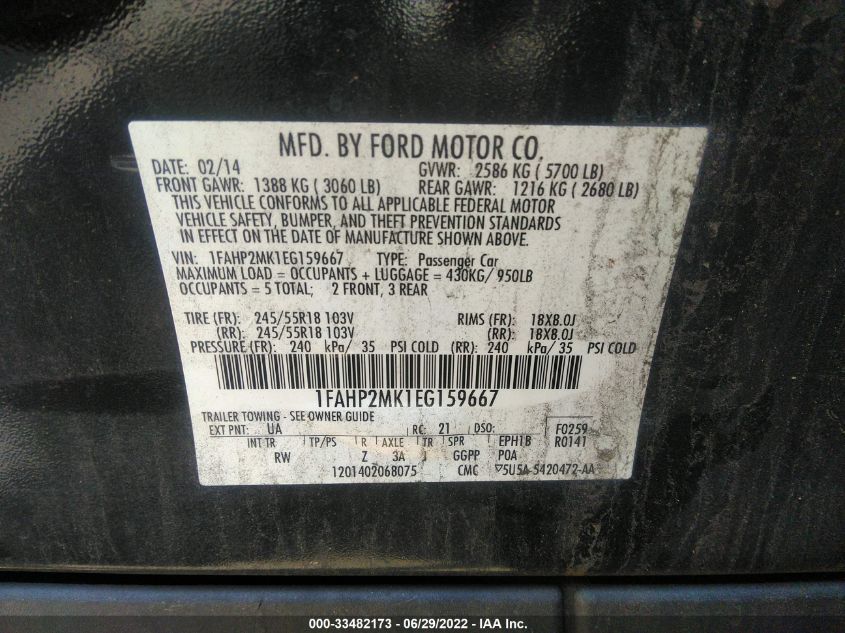 MFD. BY FORD MOTOR CO.
DATE: 02/14 GVWR: 2586 KG ( 5700 LB)
FRONT GAWR: 1388 KG ( 3060 LB) REAR GAWR: 1216 KG ( 2680 LB)
THIS VEHICLE CONFORMS TO ALL APPLICABLE FEDERAL MOTOR
VEHICLE SAFETY, BUMPER, AND THEFT PREVENTION STANDARDS
IN EFFECT ON THE DATE OF MANUFACTURE SHOWN ABOVE.
VIN: 1FAHP2MK1EG159667 TYPE: Passenger Car
MAXIMUM LOAD = OCCUPANTS + LUGGAGE = 430KG/ 950LB
OCCUPANTS = 5 TOTAL; 2 FRONT, 3 REAR
TIRE (FR): 245/55R18 103V RIMS (FR): 18X8.0J
(RR): 245/55R18 103V (RR): 18X8.0J
PRESSURE (FR): 240 kPa/ 35 PSI COLD (RR): 240 kPa/ 35 PSI COLD
1FAHP2MK1EG159667
TRAILER TOWING - SEE OWNER GUIDE
EXT PNT: UA RC: 21 DSO: F0259
INT TR TP/PS R AXLE TR SPR EPH1B R0141
RW Z 3A J GGPP POA
120140206B075 CMC 5U5A-5420472-AA
000-33482173 - 06/29/2022 - IAA Inc.